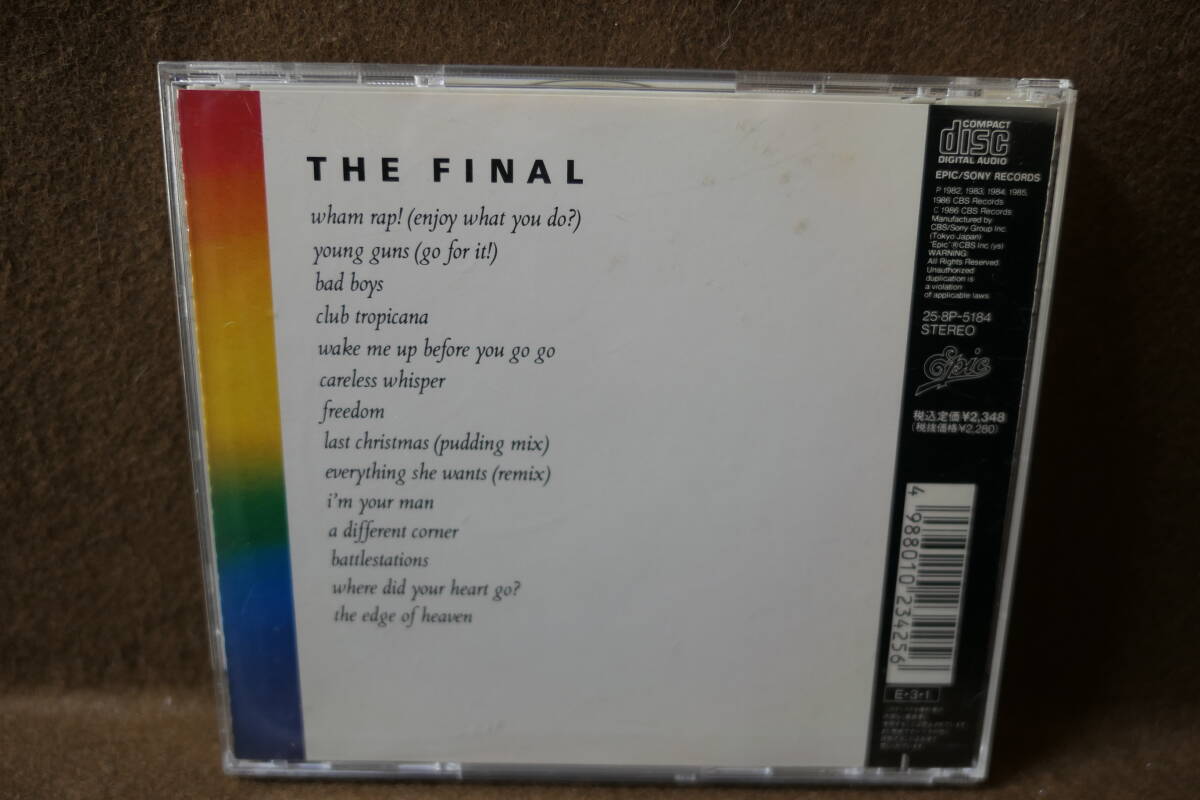 THE FINAL
wham rap! (enjoy what you do?)
young guns (go for it!)
bad boys
club tropicana
wake me up before you go go
careless whisper
freedom
last christmas (pudding mix)
everything she wants (remix)
i'm your man
a different corner
battlestations
where did your heart go?
the edge of heaven
COMPACT
disc
DIGITAL AUDIO
EPIC/SONY RECORDS
P 1982, 1983, 1984, 1985,
1986 CBS Records
C 1986 CBS Records
Manufactured by
CBS/Sony Group Inc.
(Tokyo Japan)
"Epic" ® CBS Inc (ys)
WARNING:
All Rights Reserved.
Unauthorized
duplication is
a violation
of applicable laws.
25·8P-5184
STEREO
Epic
税込定価¥2,348
(税抜価格¥2,280)
4 988010 234256
E·3·1